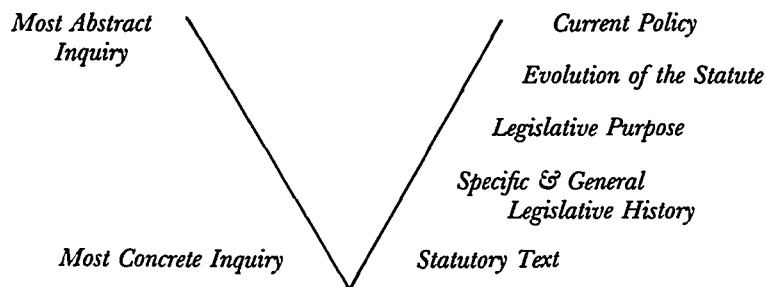 Most Abstract
Inquiry
Current Policy
Evolution of the Statute
Legislative Purpose
Specific & General
Legislative History
Most Concrete Inquiry
Statutory Text